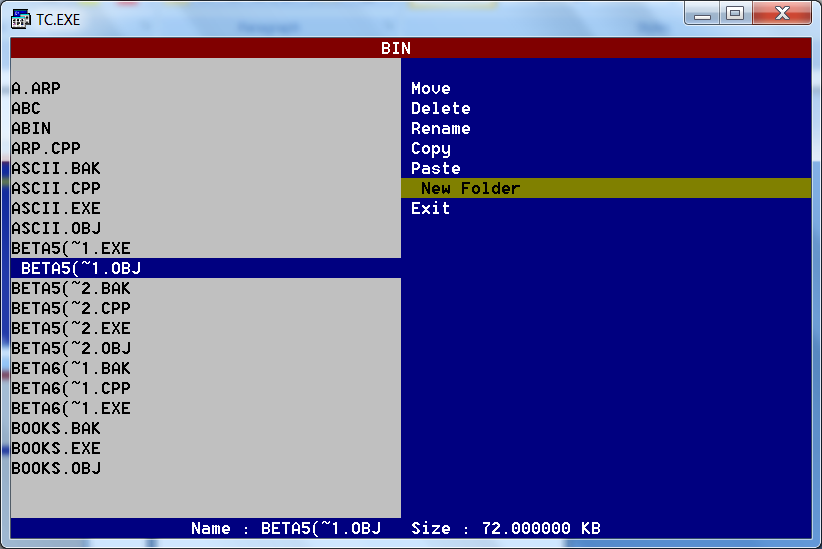 TC.EXE
BIN
A.ARP
ABC
ABIN
ARP.CPP
ASCII.BAK
ASCII.CPP
ASCII.EXE
ASCII.OBJ
BETA5(~1.EXE
BETA5(~1.OBJ
BETA5(~2.BAK
BETA5(~2.CPP
BETA5(~2.EXE
BETA5(~2.OBJ
BETA6(~1.BAK
BETA6(~1.CPP
BETA6(~1.EXE
BOOKS.BAK
BOOKS.EXE
BOOKS.OBJ
Move
Delete
Rename
Copy
Paste
New Folder
Exit
Name : BETA5(~1.OBJ Size : 72.000000 KB